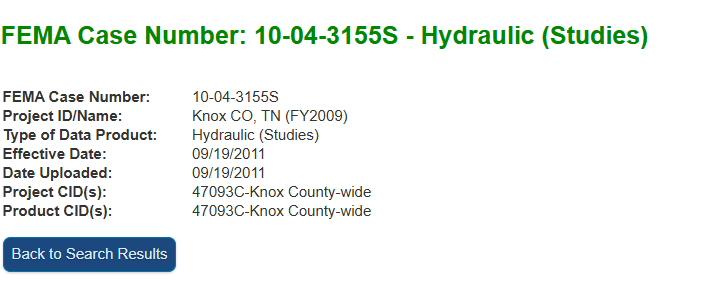 FEMA Case Number: 10-04-3155S - Hydraulic (Studies)
FEMA Case Number: 10-04-3155S
Project ID/Name: Knox CO, TN (FY2009)
Type of Data Product: Hydraulic (Studies)
Effective Date: 09/19/2011
Date Uploaded: 09/19/2011
Project CID(s): 47093C-Knox County-wide
Product CID(s): 47093C-Knox County-wide
Back to Search Results